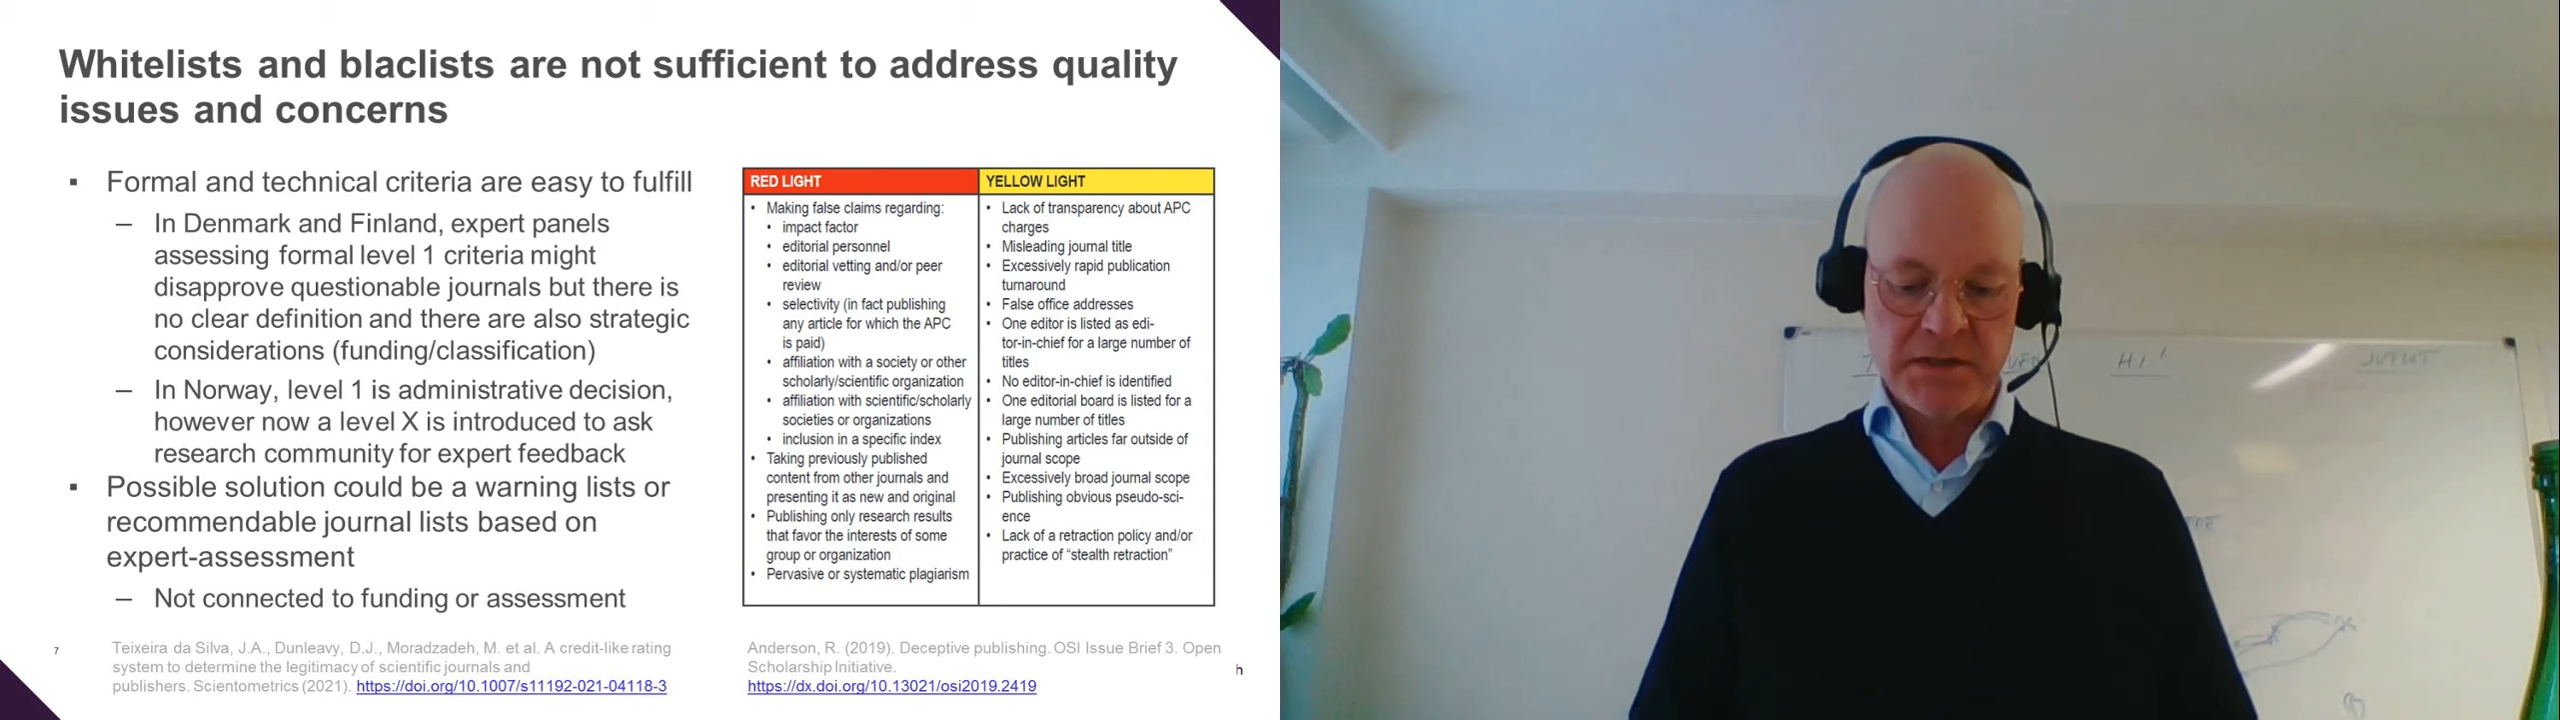 Whitelists and blaclists are not sufficient to address quality
issues and concerns
▪ Formal and technical criteria are easy to fulfill
– In Denmark and Finland, expert panels
assessing formal level 1 criteria might
disapprove questionable journals but there is
no clear definition and there are also strategic
considerations (funding/classification)
– In Norway, level 1 is administrative decision,
however now a level X is introduced to ask
research community for expert feedback
▪ Possible solution could be a warning lists or
recommendable journal lists based on
expert-assessment
– Not connected to funding or assessment
RED LIGHT
• Making false claims regarding:
• impact factor
• editorial personnel
• editorial vetting and/or peer
review
• selectivity (in fact publishing
any article for which the APC
is paid)
• affiliation with a society or other
scholarly/scientific organization
• affiliation with scientific/scholarly
societies or organizations
• inclusion in a specific index
• Taking previously published
content from other journals and
presenting it as new and original
• Publishing only research results
that favor the interests of some
group or organization
• Pervasive or systematic plagiarism
YELLOW LIGHT
• Lack of transparency about APC
charges
• Misleading journal title
• Excessively rapid publication
turnaround
• False office addresses
• One editor is listed as edi-
tor-in-chief for a large number of
titles
• No editor-in-chief is identified
• One editorial board is listed for a
large number of titles
• Publishing articles far outside of
journal scope
• Excessively broad journal scope
• Publishing obvious pseudo-sci-
ence
• Lack of a retraction policy and/or
practice of “stealth retraction”
7
Teixeira da Silva, J.A., Dunleavy, D.J., Moradzadeh, M. et al. A credit-like rating
system to determine the legitimacy of scientific journals and
publishers. Scientometrics (2021). https://doi.org/10.1007/s11192-021-04118-3
Anderson, R. (2019). Deceptive publishing. OSI Issue Brief 3. Open
Scholarship Initiative.
https://dx.doi.org/10.13021/osi2019.2419
h
HI'